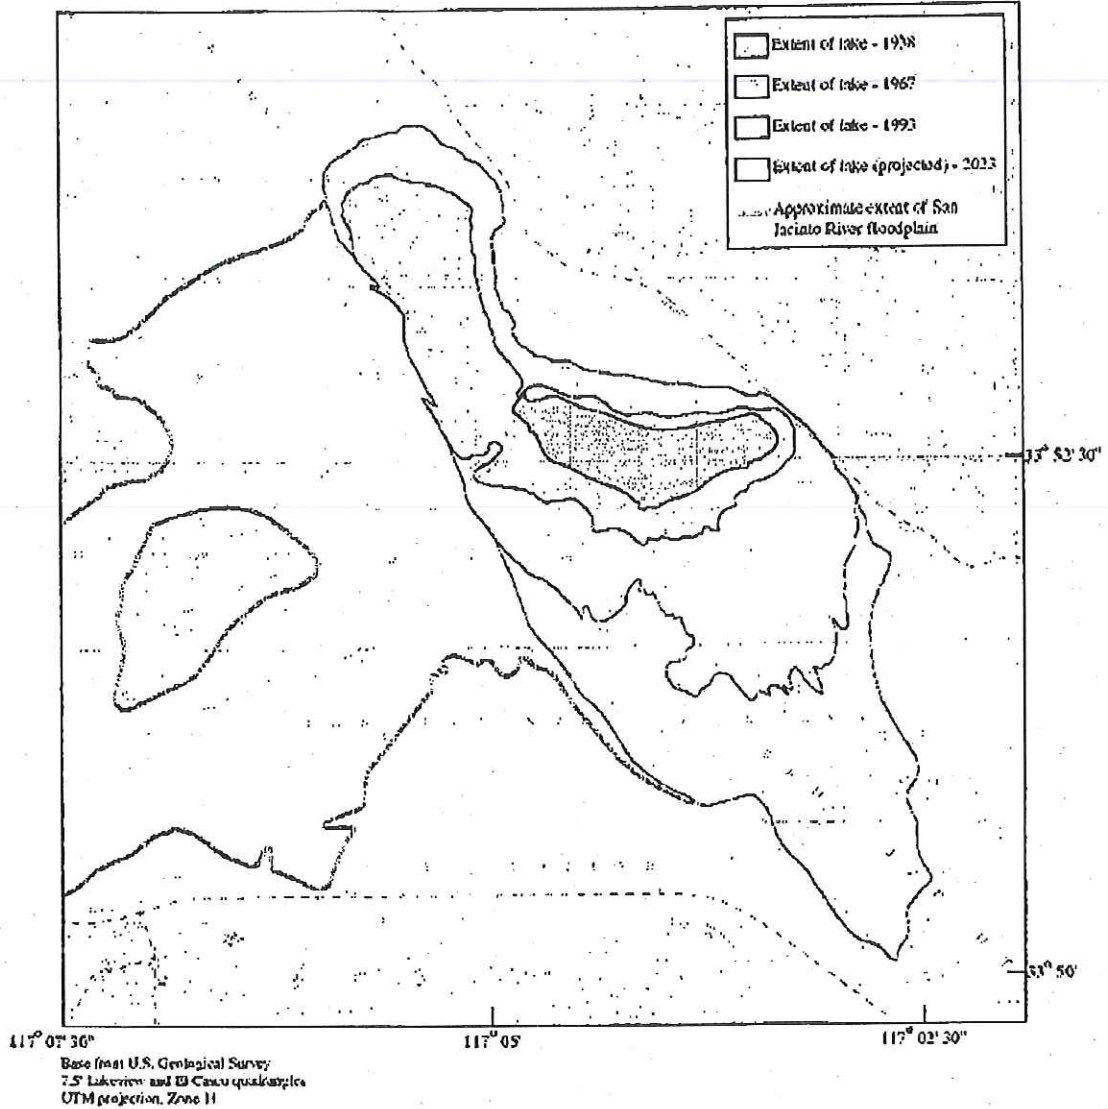 Extent of lake - 1938
Extent of lake - 1967
Extent of lake - 1993
Extent of lake (projected) - 2023
Approximate extent of San
Jacinto River floodplain
33° 52' 30"
33° 50'
117° 07' 30"
117° 05'
117° 02' 30"
Base from U.S. Geological Survey
7.5' Lakeview and El Casco quadrangles
UTM projection, Zone 11